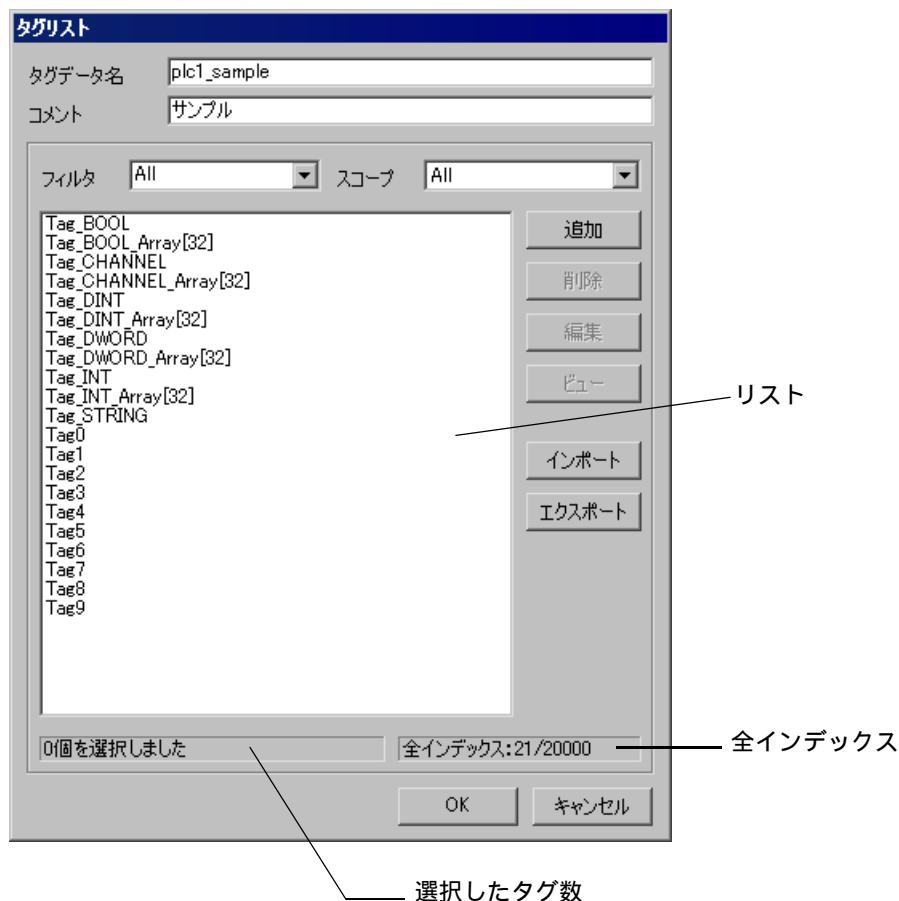 タグリスト
タグデータ名 plc1_sample
コメント サンプル
フィルタ All スコープ All
Tag_BOOL 追加
Tag_BOOL_Array[32]
Tag_CHANNEL
Tag_CHANNEL_Array[32] 削除
Tag_DINT
Tag_DINT_Array[32]
Tag_DWORD 編集
Tag_DWORD_Array[32]
Tag_INT ビュー
Tag_INT_Array[32] リスト
Tag_STRING
Tag0
Tag1 インポート
Tag2
Tag3
Tag4 エクスポート
Tag5
Tag6
Tag7
Tag8
Tag9
0個を選択しました 全インデックス:21/20000 全インデックス
OK キャンセル
選択したタグ数